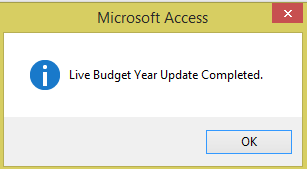 Microsoft Access
Live Budget Year Update Completed.
OK